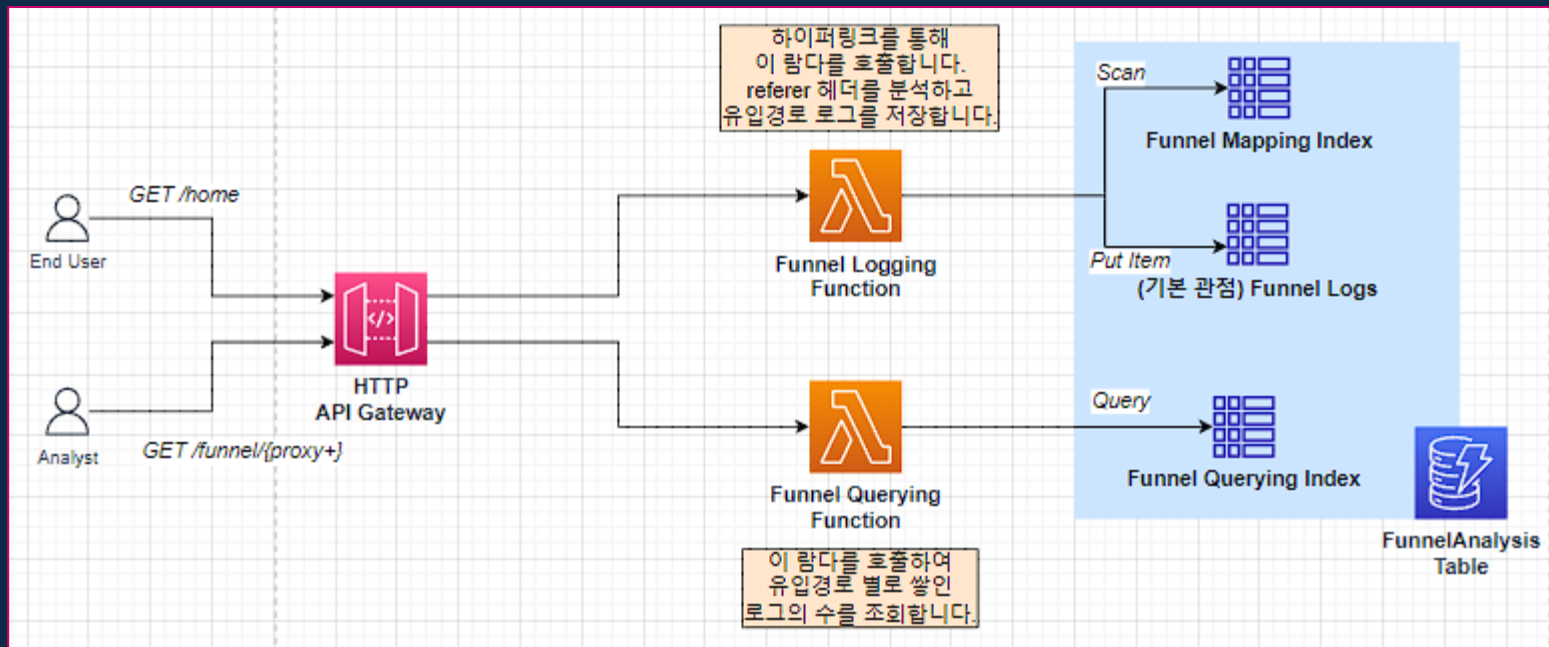 하이퍼링크를 통해
이 람다를 호출합니다.
referer 헤더를 분석하고
유입경로 로그를 저장합니다.
Scan
Funnel Mapping Index
GET /home
End User
Funnel Logging
Function
Put Item
(기본 관점) Funnel Logs
HTTP
API Gateway
Query
Analyst
GET /funnel/{proxy+}
Funnel Querying
Function
Funnel Querying Index
FunnelAnalysis
Table
이 람다를 호출하여
유입경로 별로 쌓인
로그의 수를 조회합니다.